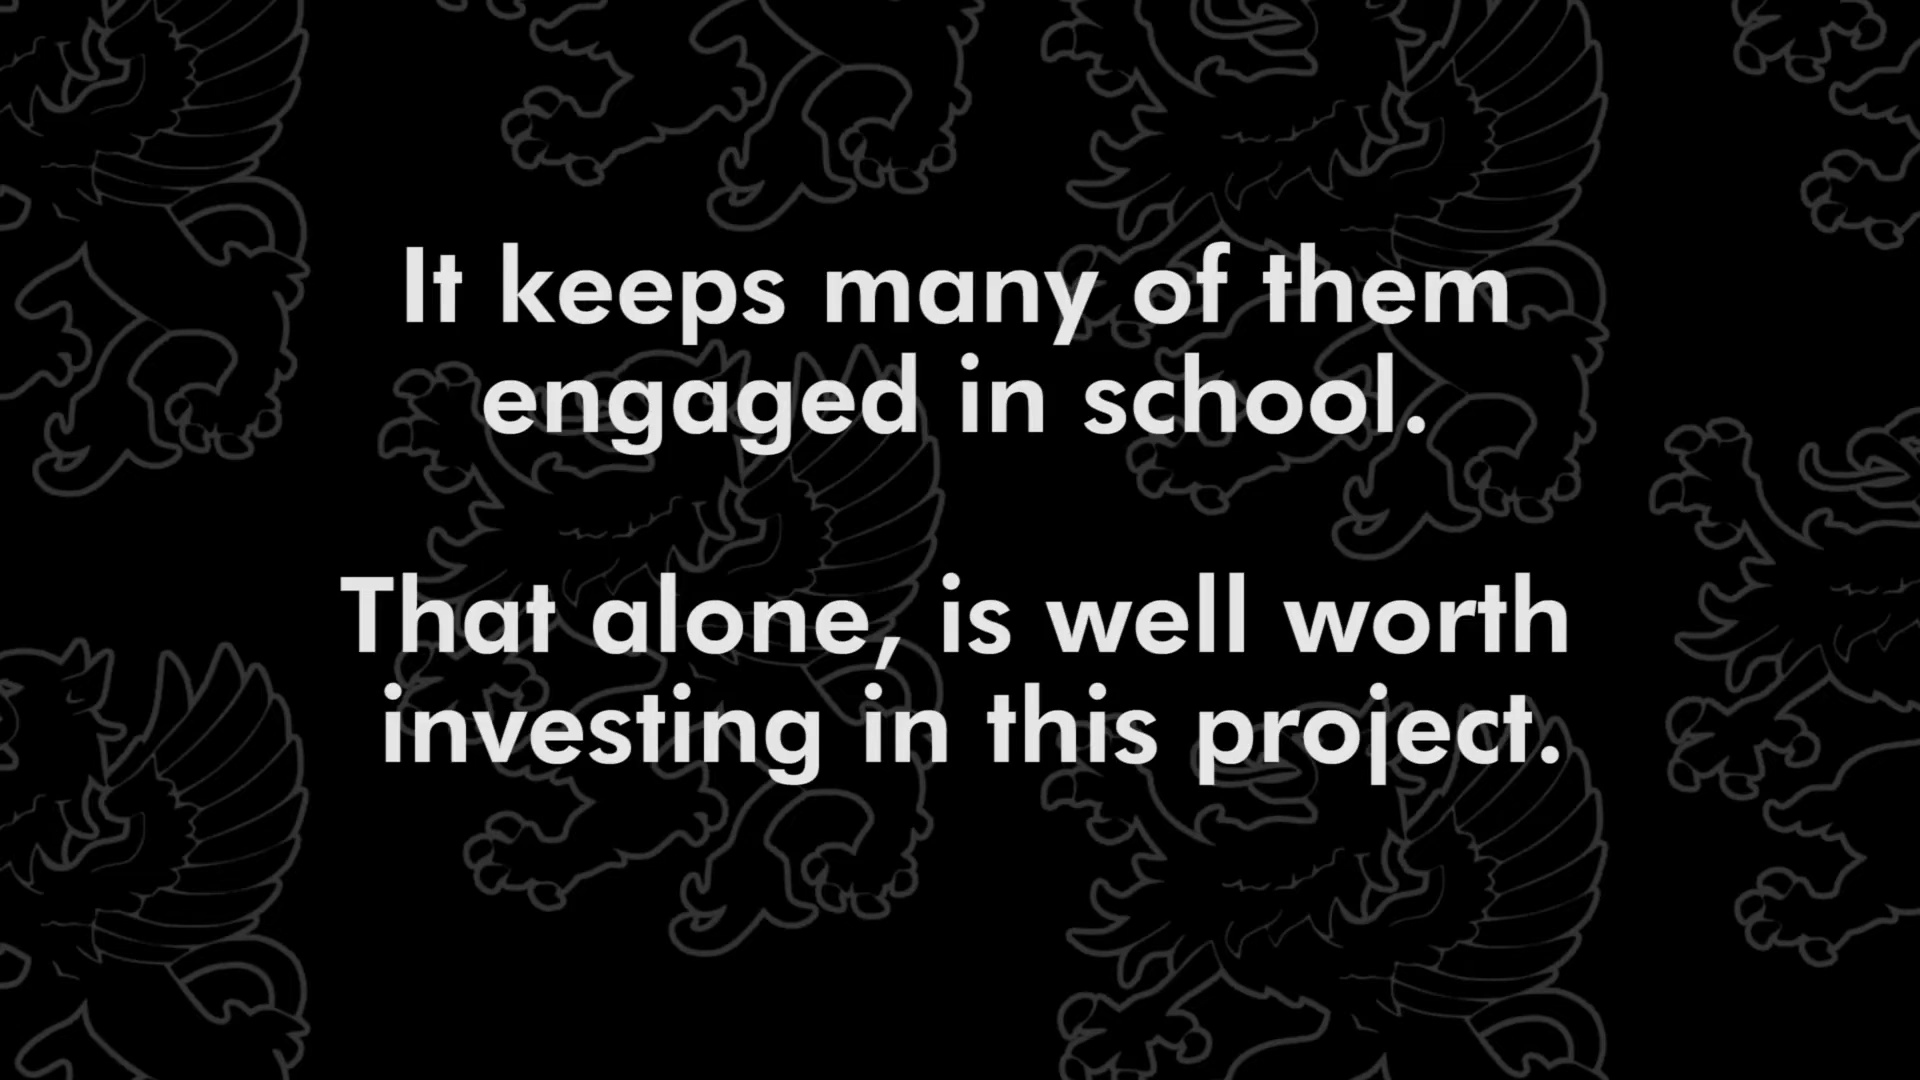 It keeps many of them
engaged in school.
That alone, is well worth
investing in this project.